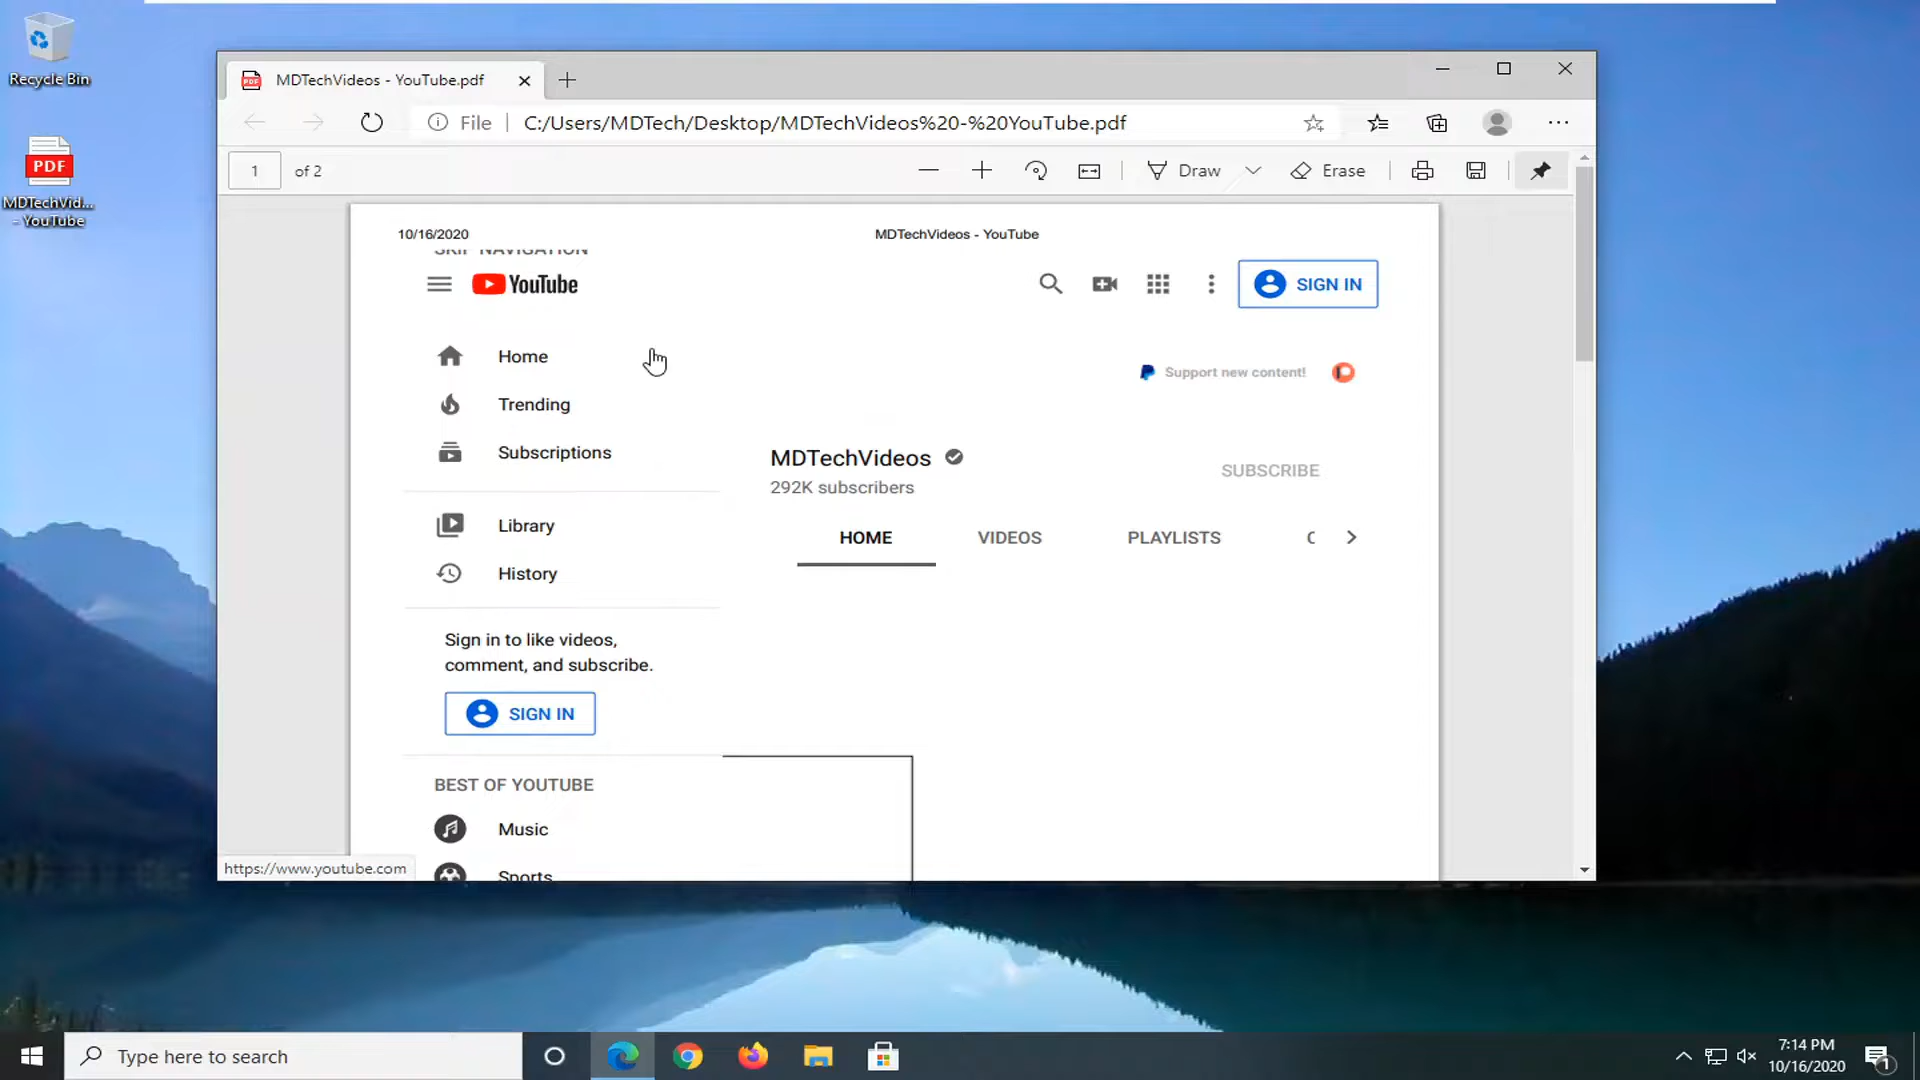 Recycle Bin
PDF
MDTechVid...
- YouTube
MDTechVideos - YouTube.pdf
File
C:/Users/MDTech/Desktop/MDTechVideos%20-%20YouTube.pdf
1 of 2
Draw
Erase
10/16/2020
MDTechVideos - YouTube
SKIP NAVIGATION
YouTube
SIGN IN
Home
Trending
Subscriptions
Support new content!
MDTechVideos
292K subscribers
SUBSCRIBE
HOME
VIDEOS
PLAYLISTS
C
Library
History
Sign in to like videos,
comment, and subscribe.
SIGN IN
BEST OF YOUTUBE
Music
Sports
https://www.youtube.com
Type here to search
7:14 PM
10/16/2020
1